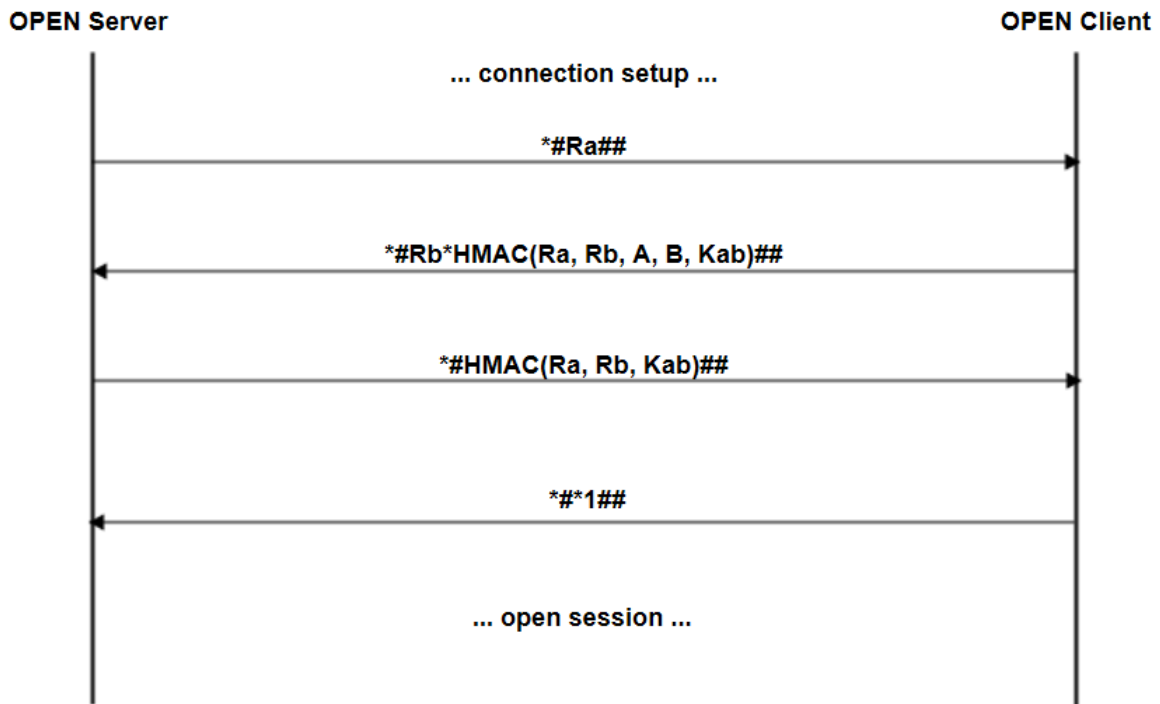 OPEN Server
OPEN Client
... connection setup ...
*#Ra##
*#Rb*HMAC(Ra, Rb, A, B, Kab)##
*#HMAC(Ra, Rb, Kab)##
*#*1##
... open session ...